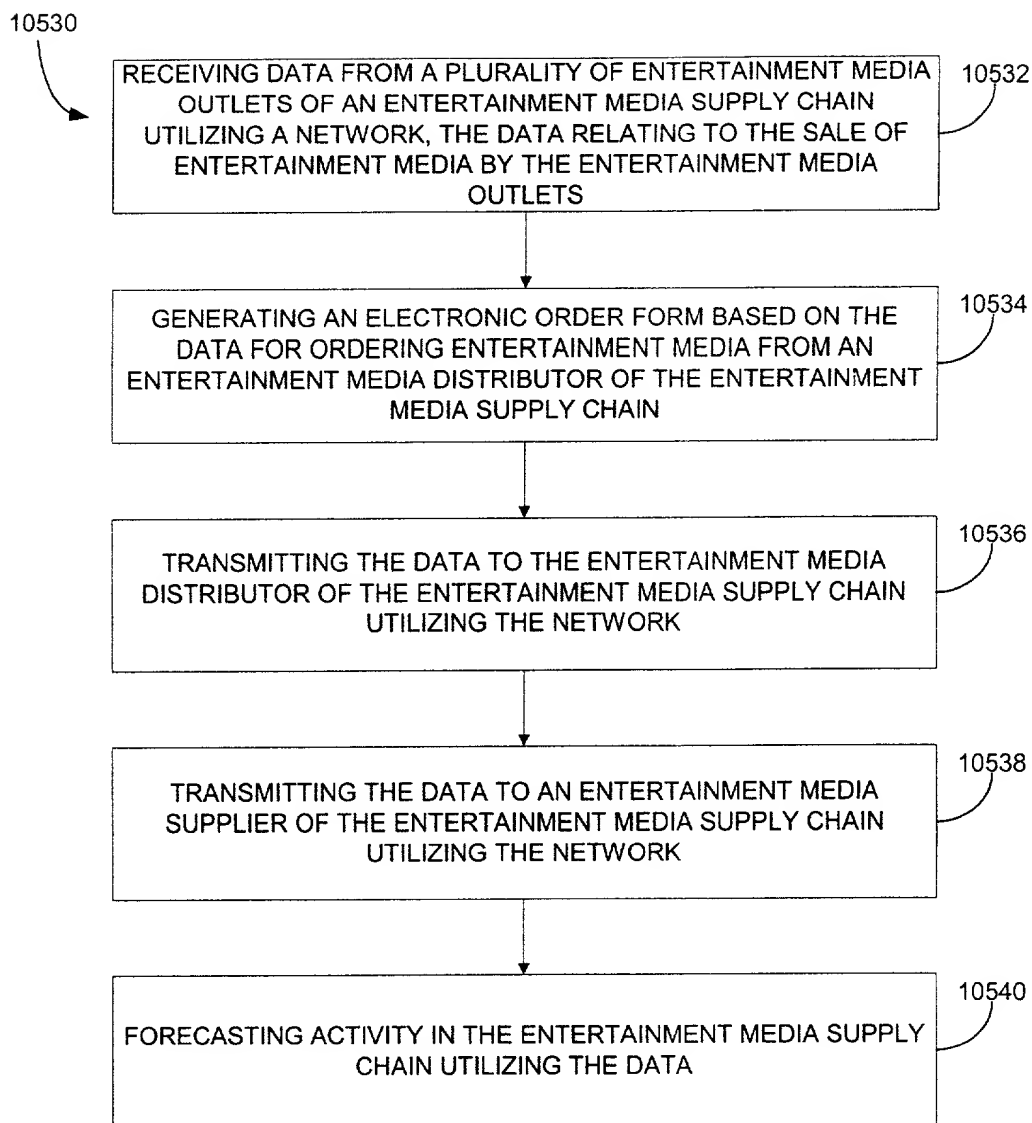 10530
RECEIVING DATA FROM A PLURALITY OF ENTERTAINMENT MEDIA
OUTLETS OF AN ENTERTAINMENT MEDIA SUPPLY CHAIN
UTILIZING A NETWORK, THE DATA RELATING TO THE SALE OF
ENTERTAINMENT MEDIA BY THE ENTERTAINMENT MEDIA
OUTLETS
10532
GENERATING AN ELECTRONIC ORDER FORM BASED ON THE
DATA FOR ORDERING ENTERTAINMENT MEDIA FROM AN
ENTERTAINMENT MEDIA DISTRIBUTOR OF THE ENTERTAINMENT
MEDIA SUPPLY CHAIN
10534
TRANSMITTING THE DATA TO THE ENTERTAINMENT MEDIA
DISTRIBUTOR OF THE ENTERTAINMENT MEDIA SUPPLY CHAIN
UTILIZING THE NETWORK
10536
TRANSMITTING THE DATA TO AN ENTERTAINMENT MEDIA
SUPPLIER OF THE ENTERTAINMENT MEDIA SUPPLY CHAIN
UTILIZING THE NETWORK
10538
FORECASTING ACTIVITY IN THE ENTERTAINMENT MEDIA SUPPLY
CHAIN UTILIZING THE DATA
10540